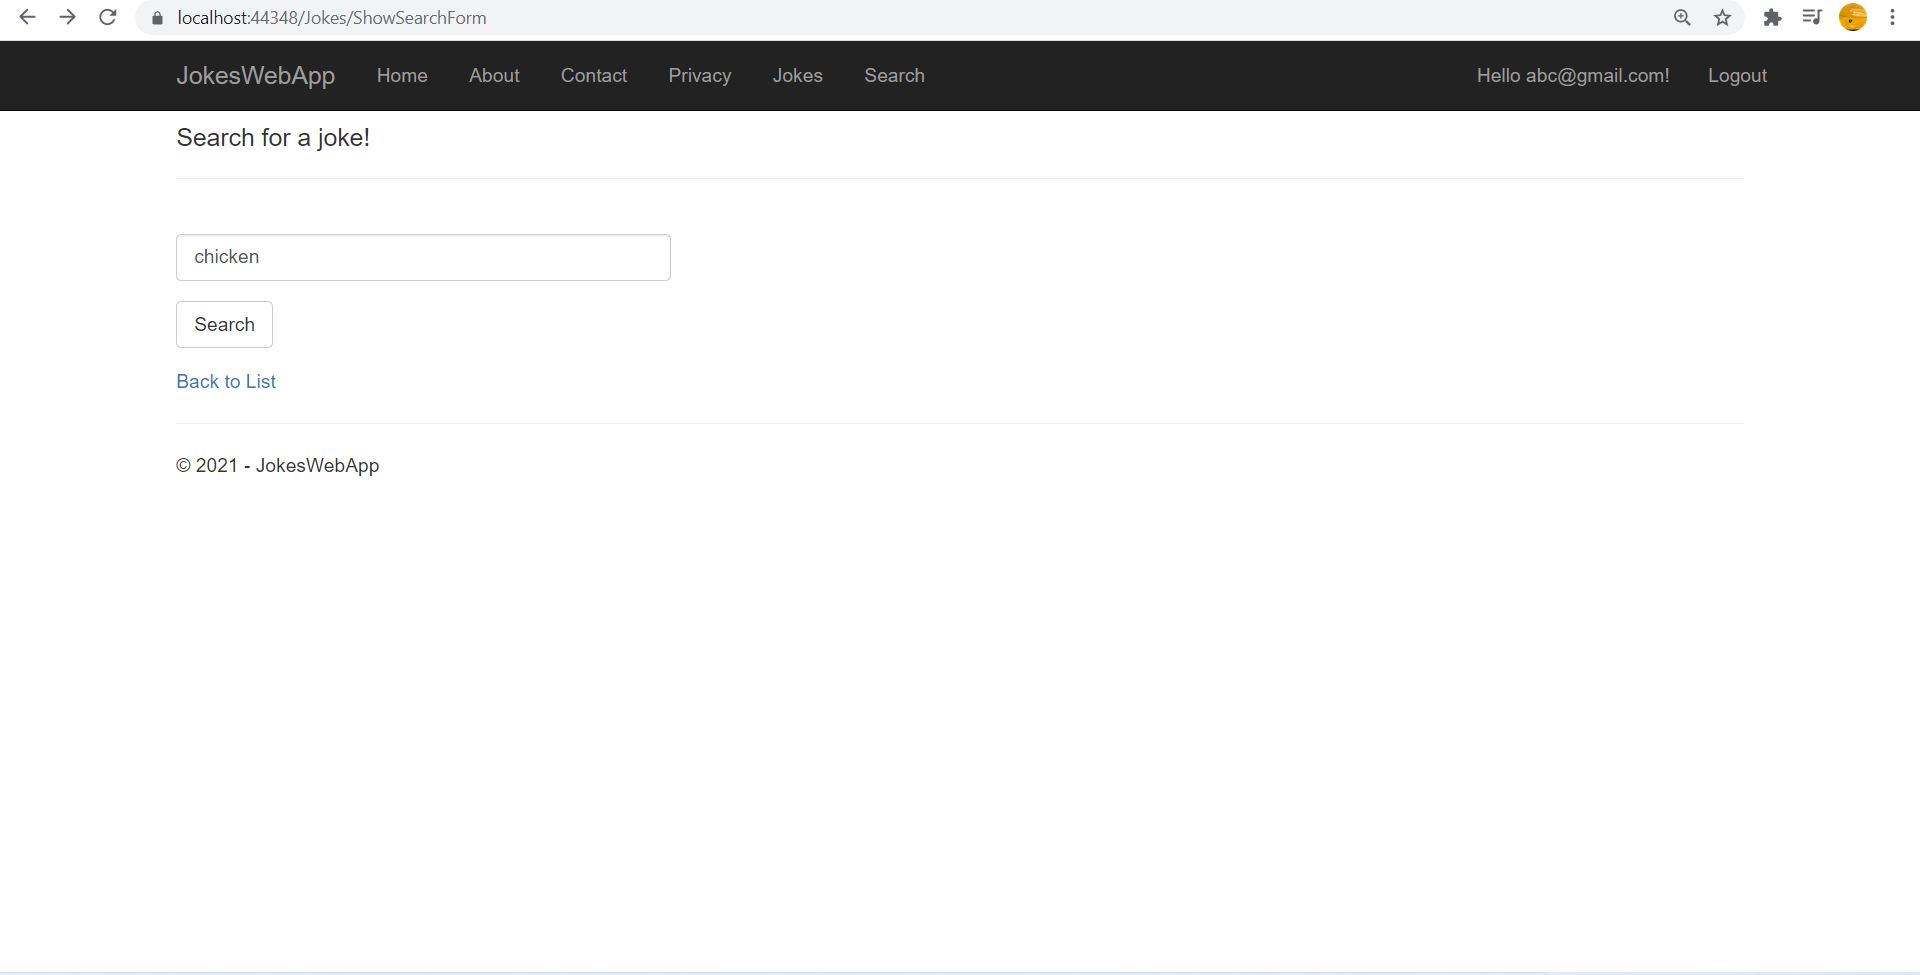 localhost:44348/Jokes/ShowSearchForm
JokesWebApp Home About Contact Privacy Jokes Search Hello abc@gmail.com! Logout
Search for a joke!
chicken
Search
Back to List
© 2021 - JokesWebApp